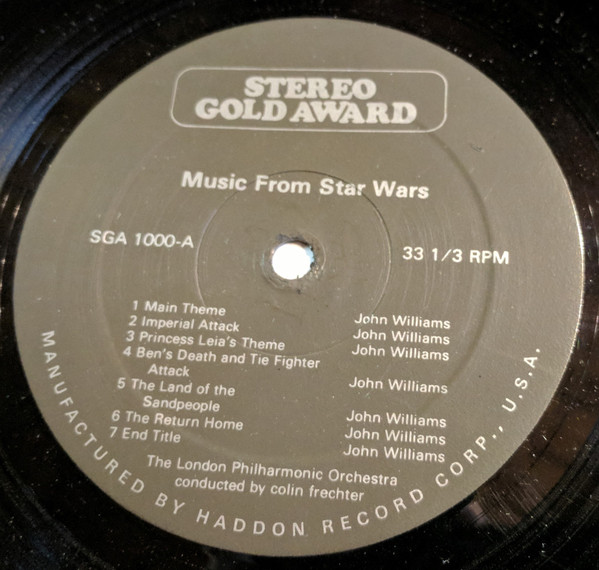 STEREO
GOLD AWARD
Music From Star Wars
SGA 1000-A
33 1/3 RPM
1 Main Theme John Williams
2 Imperial Attack John Williams
3 Princess Leia's Theme John Williams
4 Ben's Death and Tie Fighter
Attack John Williams
5 The Land of the
Sandpeople John Williams
6 The Return Home John Williams
7 End Title John Williams
The London Philharmonic Orchestra
conducted by colin frechter
MANUFACTURED BY HADDON RECORD CORP., U.S.A.